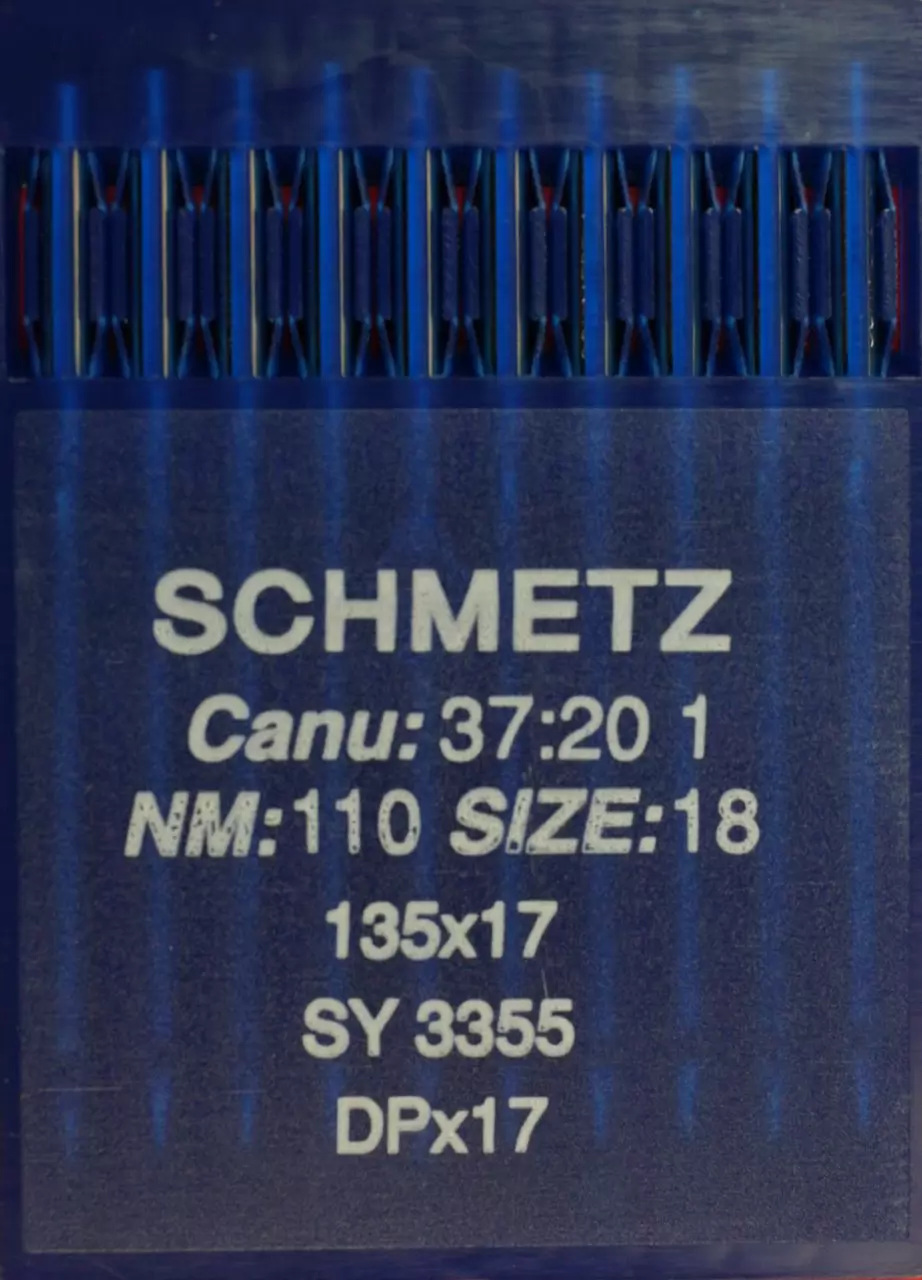 SCHMETZ
Canu: 37:20 1
NM:110 SIZE:18
135x17
SY 3355
DPx17